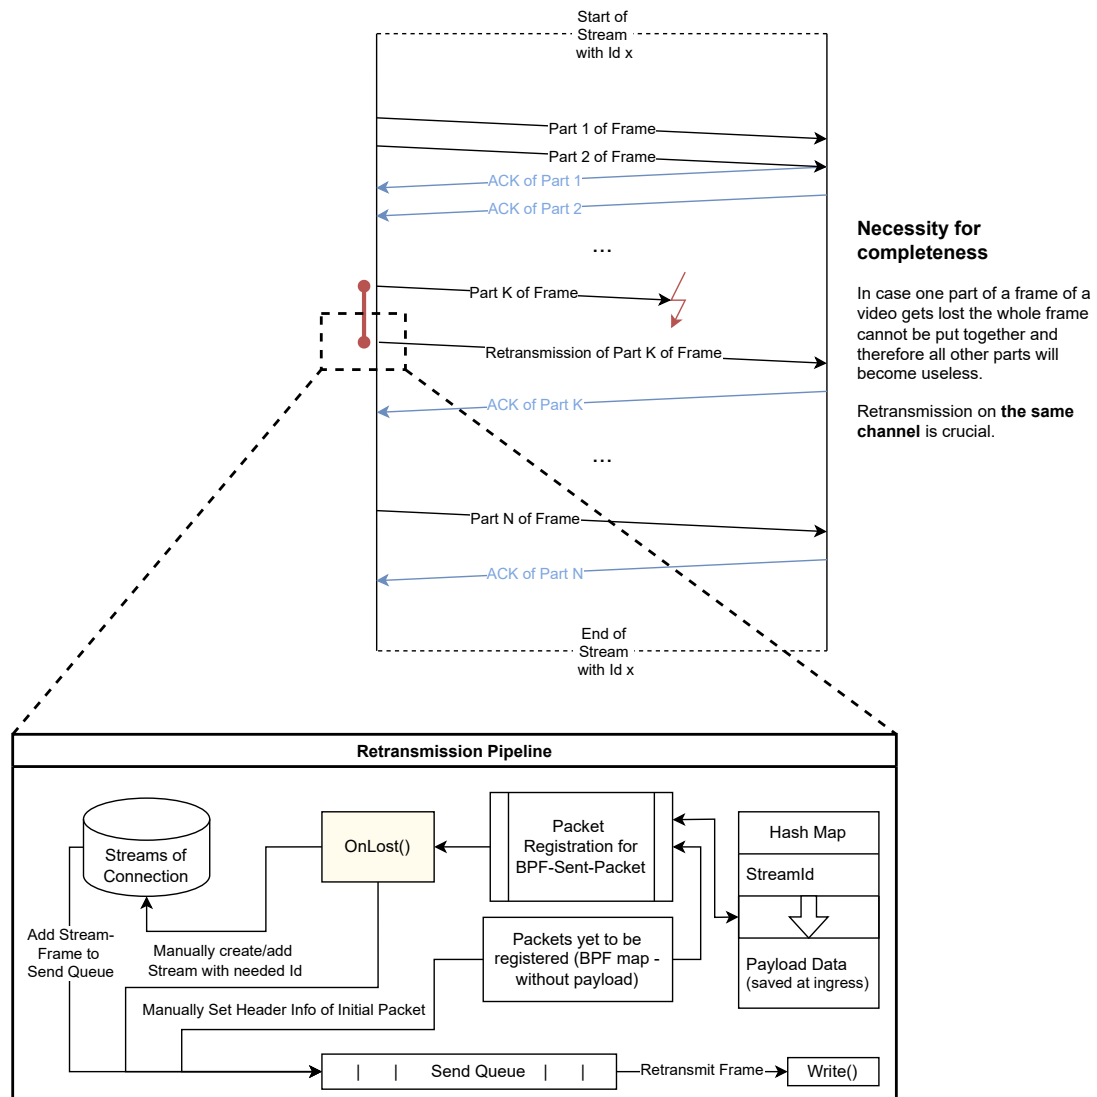 Start of
Stream
with Id x
Part 1 of Frame
Part 2 of Frame
ACK of Part 1
ACK of Part 2
...
Part K of Frame
Retransmission of Part K of Frame
ACK of Part K
...
Part N of Frame
ACK of Part N
End of
Stream
with Id x
Necessity for
completeness
In case one part of a frame of a
video gets lost the whole frame
cannot be put together and
therefore all other parts will
become useless.
Retransmission on the same
channel is crucial.
Retransmission Pipeline
Streams of
Connection
OnLost()
Packet
Registration for
BPF-Sent-Packet
Hash Map
StreamId
Payload Data
(saved at ingress)
Packets yet to be
registered (BPF map -
without payload)
Add Stream-
Frame to
Send Queue
Manually create/add
Stream with needed Id
Manually Set Header Info of Initial Packet
| | Send Queue | |
Retransmit Frame
Write()